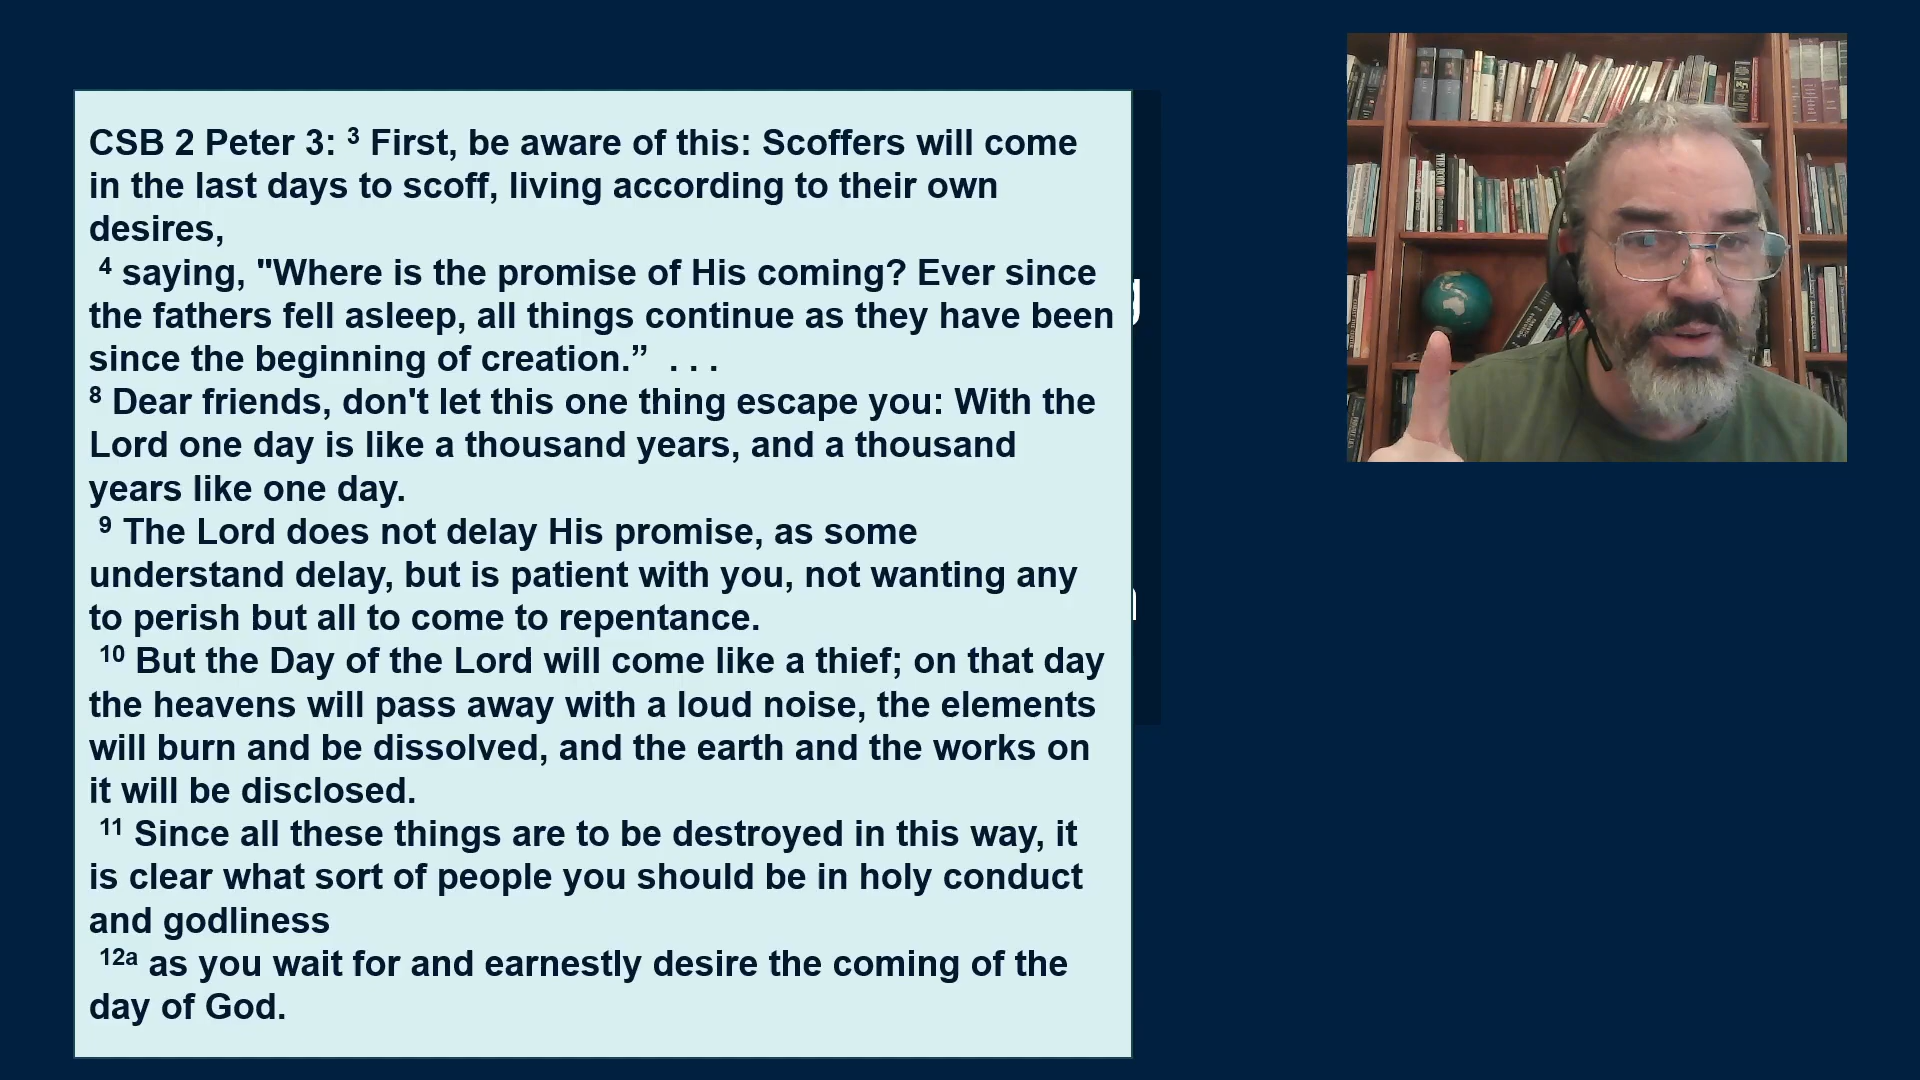 CSB 2 Peter 3: 3 First, be aware of this: Scoffers will come
in the last days to scoff, living according to their own
desires,
4 saying, "Where is the promise of His coming? Ever since
the fathers fell asleep, all things continue as they have been
since the beginning of creation.” . . .
8 Dear friends, don't let this one thing escape you: With the
Lord one day is like a thousand years, and a thousand
years like one day.
9 The Lord does not delay His promise, as some
understand delay, but is patient with you, not wanting any
to perish but all to come to repentance.
10 But the Day of the Lord will come like a thief; on that day
the heavens will pass away with a loud noise, the elements
will burn and be dissolved, and the earth and the works on
it will be disclosed.
11 Since all these things are to be destroyed in this way, it
is clear what sort of people you should be in holy conduct
and godliness
12a as you wait for and earnestly desire the coming of the
day of God.